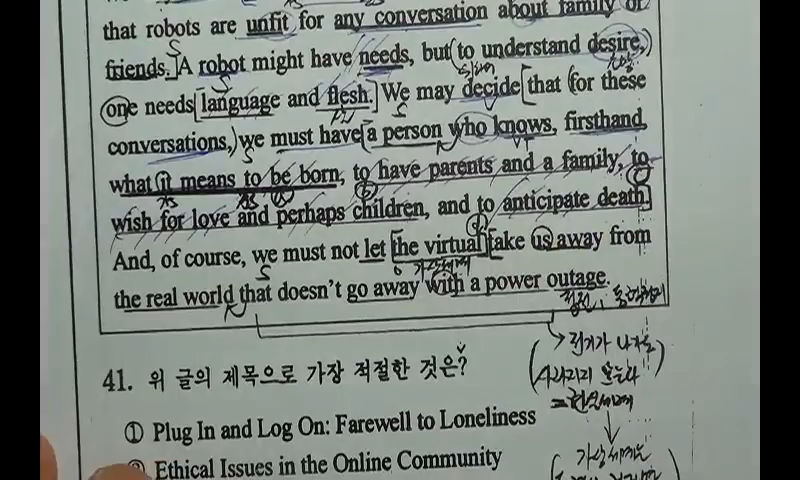 that robots are unfit for any conversation about family or
friends. A robot might have needs, but to understand desire,
one needs language and flesh. We may decide that for these
conversations, we must have a person who knows, firsthand,
what it means to be born, to have parents and a family, to
wish for love and perhaps children, and to anticipate death.
And, of course, we must not let the virtual take us away from
the real world that doesn't go away with a power outage.
41. 위 글의 제목으로 가장 적절한 것은?
① Plug In and Log On: Farewell to Loneliness
② Ethical Issues in the Online Community